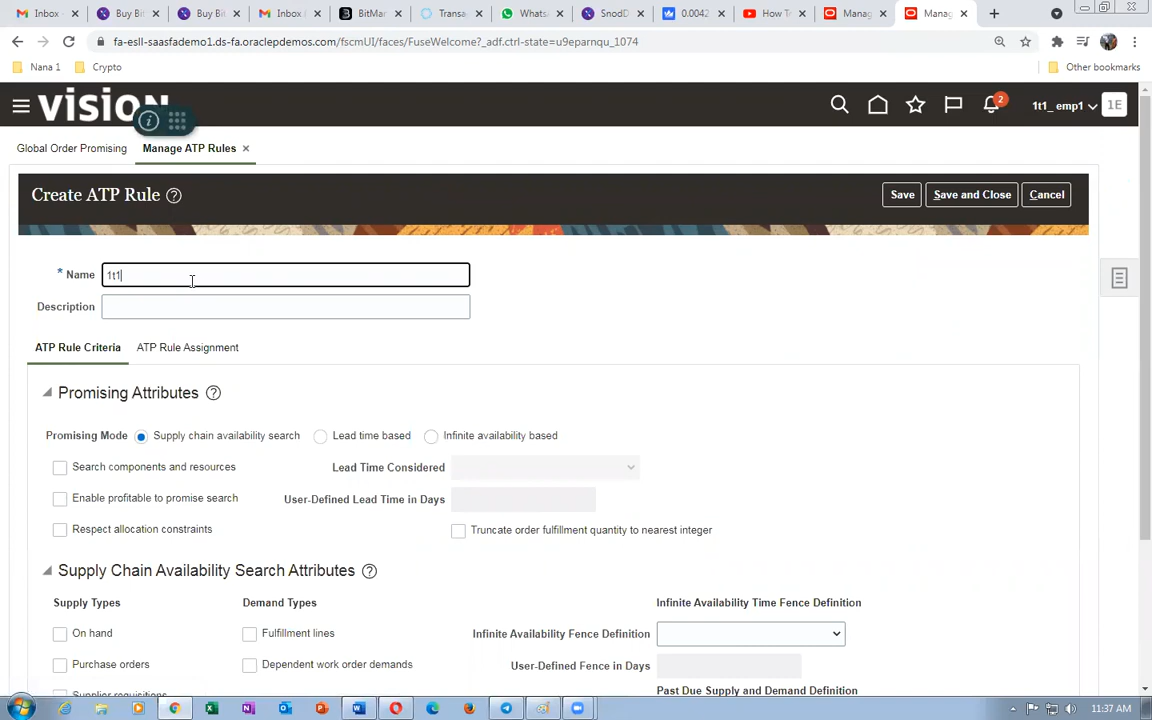 Inbox -
Buy Bit
Buy Bit
Inbox (
BitMar
Transac
Whats
SnodD
0.0042
How T
Manag
Manag
fa-esll-saasfademo1.ds-fa.oraclepdemos.com/fscmUI/faces/FuseWelcome?_adf.ctrl-state=u9eparnqu_1074
Nana 1 Crypto Other bookmarks
vision
2 1t1_ emp1 1E
Global Order Promising Manage ATP Rules
Create ATP Rule ? Save Save and Close Cancel
* Name 1t1
Description
ATP Rule Criteria ATP Rule Assignment
Promising Attributes ?
Promising Mode Supply chain availability search Lead time based Infinite availability based
Search components and resources Lead Time Considered
Enable profitable to promise search User-Defined Lead Time in Days
Respect allocation constraints Truncate order fulfillment quantity to nearest integer
Supply Chain Availability Search Attributes ?
Supply Types Demand Types Infinite Availability Time Fence Definition
On hand Fulfillment lines Infinite Availability Fence Definition
Purchase orders Dependent work order demands User-Defined Fence in Days
Supplier requisitions Past Due Supply and Demand Definition
11:37 AM